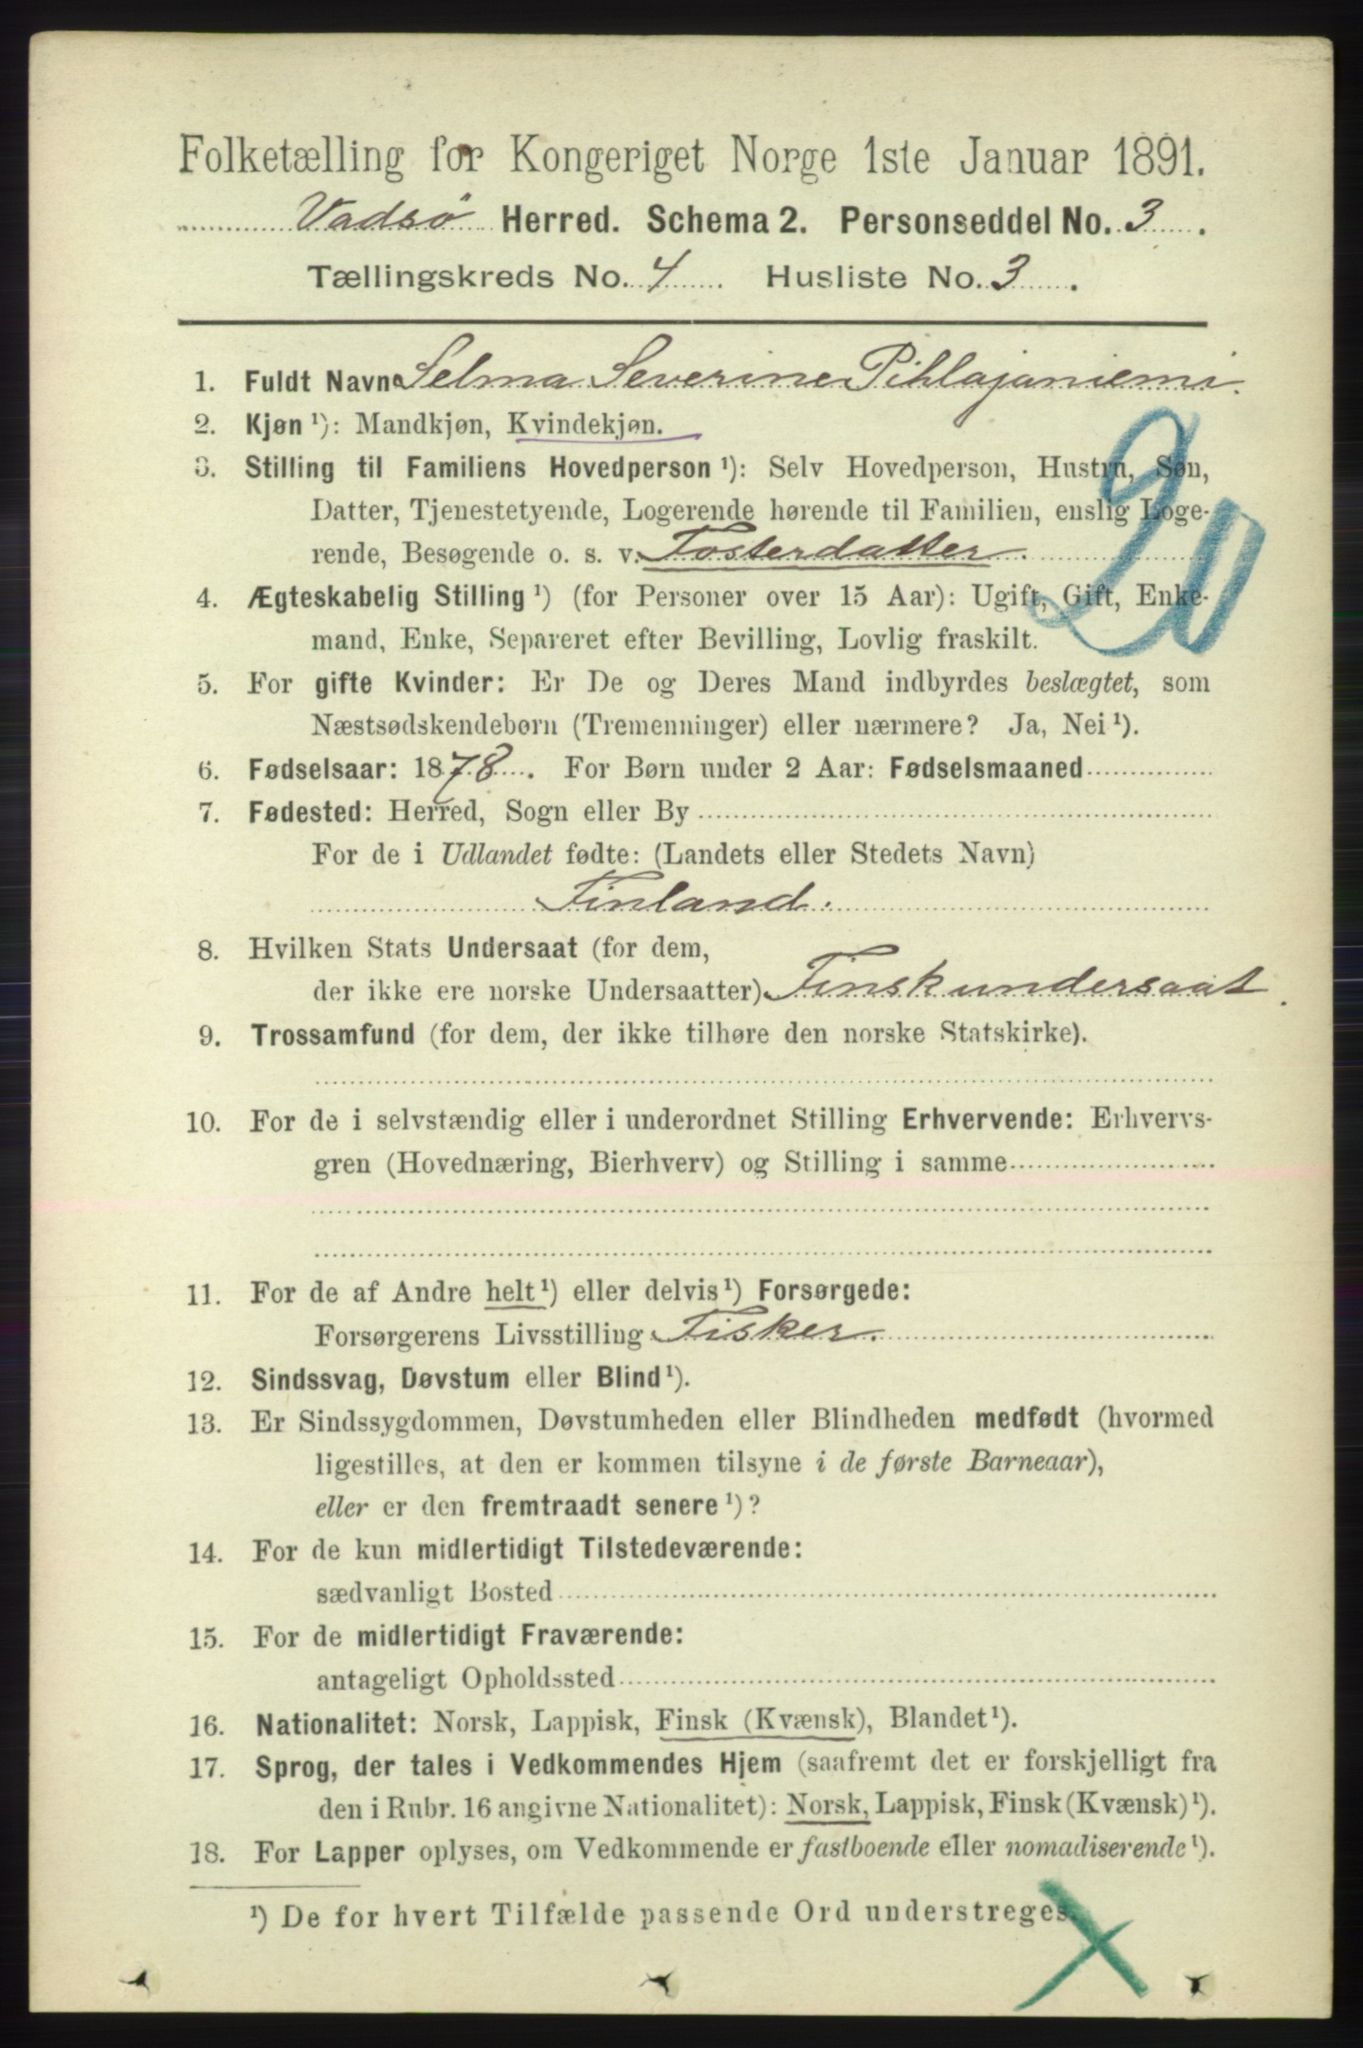 Folketælling for Kongeriget Norge 1ste Januar 1891.
Vadsø Herred. Schema 2. Personseddel No. 3.
Tællingskreds No. 4 Husliste No. 3.
1. Fuldt Navn Selma Severine Pihlajaniemi.
2. Kjøn ¹): Mandkjøn, Kvindekjøn.
3. Stilling til Familiens Hovedperson ¹): Selv Hovedperson, Hustru, Søn,
Datter, Tjenestetyende, Logerende hørende til Familien, enslig Loge-
rende, Besøgende o. s. v. Fosterdatter.
20
4. Ægteskabelig Stilling ¹) (for Personer over 15 Aar): Ugift, Gift, Enke-
mand, Enke, Separeret efter Bevilling, Lovlig fraskilt.
5. For gifte Kvinder: Er De og Deres Mand indbyrdes beslægtet, som
Næstsødskendebørn (Tremenninger) eller nærmere? Ja, Nei ¹).
6. Fødselsaar: 1878. For Børn under 2 Aar: Fødselsmaaned
7. Fødested: Herred, Sogn eller By
For de i Udlandet fødte: (Landets eller Stedets Navn)
Finland.
8. Hvilken Stats Undersaat (for dem,
der ikke ere norske Undersaatter) Finsk undersaat.
9. Trossamfund (for dem, der ikke tilhøre den norske Statskirke).
10. For de i selvstændig eller i underordnet Stilling Erhvervende: Erhvervs-
gren (Hovednæring, Bierhverv) og Stilling i samme
11. For de af Andre helt ¹) eller delvis ¹) Forsørgede:
Forsørgerens Livsstilling Fisker.
12. Sindssvag, Døvstum eller Blind ¹).
13. Er Sindssygdommen, Døvstumheden eller Blindheden medfødt (hvormed
ligestilles, at den er kommen tilsyne i de første Barneaar),
eller er den fremtraadt senere ¹)?
14. For de kun midlertidigt Tilstedeværende:
sædvanligt Bosted
15. For de midlertidigt Fraværende:
antageligt Opholdssted
16. Nationalitet: Norsk, Lappisk, Finsk (Kvænsk), Blandet ¹).
17. Sprog, der tales i Vedkommendes Hjem (saafremt det er forskjelligt fra
den i Rubr. 16 angivne Nationalitet): Norsk, Lappisk, Finsk (Kvænsk) ¹).
18. For Lapper oplyses, om Vedkommende er fastboende eller nomadiserende ¹).
¹) De for hvert Tilfælde passende Ord understreges.